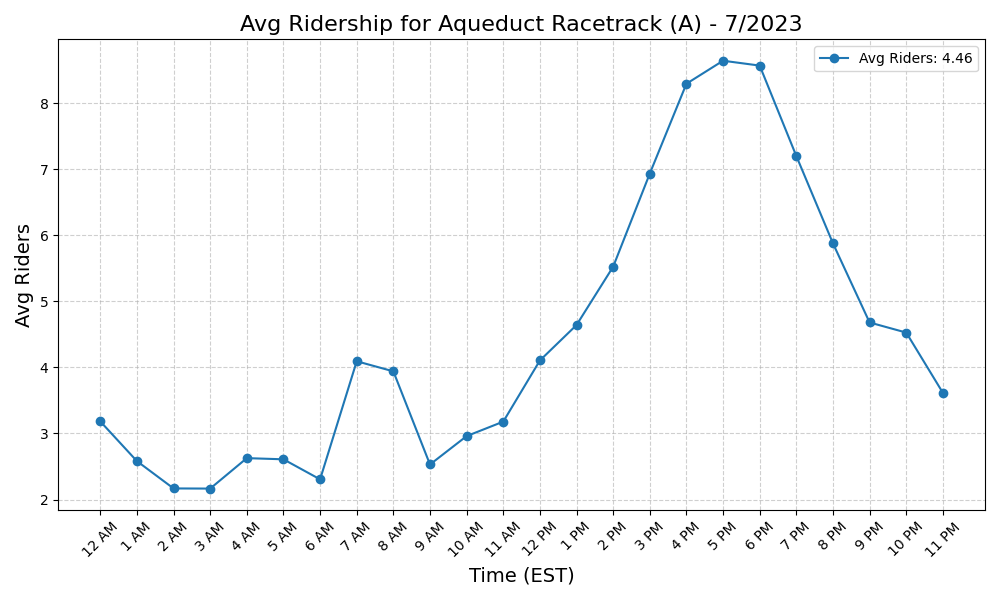 Avg Ridership for Aqueduct Racetrack (A) - 7/2023
Avg Riders: 4.46
Avg Riders
8
7
6
5
4
3
2
12 AM
1 AM
2 AM
3 AM
4 AM
5 AM
6 AM
7 AM
8 AM
9 AM
10 AM
11 AM
12 PM
1 PM
2 PM
3 PM
4 PM
5 PM
6 PM
7 PM
8 PM
9 PM
10 PM
11 PM
Time (EST)